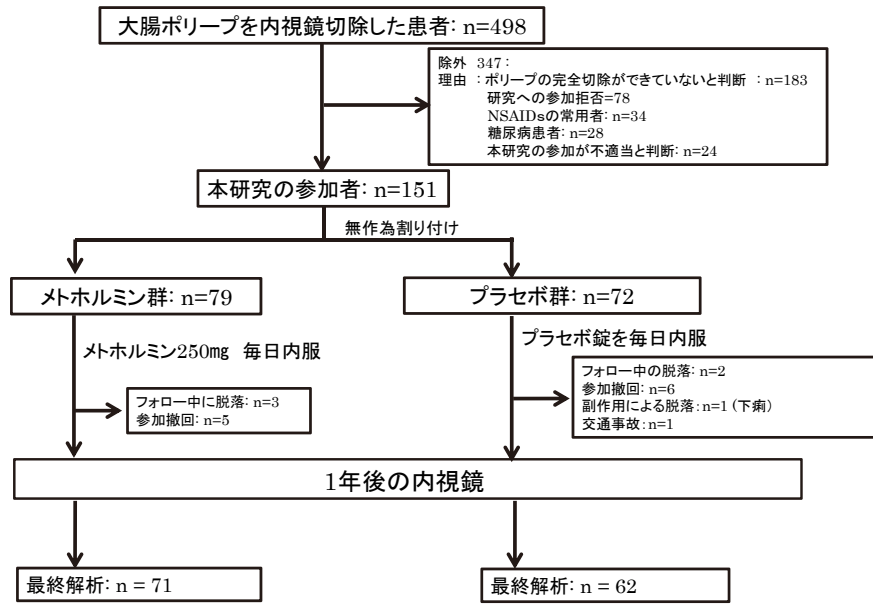 大腸ポリープを内視鏡切除した患者: n=498
除外 347：
理由 ：ポリープの完全切除ができていないと判断 ：n=183
研究への参加拒否=78
NSAIDsの常用者: n=34
糖尿病患者: n=28
本研究の参加が不適当と判断: n=24
本研究の参加者: n=151
無作為割り付け
メトホルミン群: n=79
プラセボ群: n=72
メトホルミン250㎎ 毎日内服
プラセボ錠を毎日内服
フォロー中に脱落: n=3
参加撤回: n=5
フォロー中の脱落: n=2
参加撤回: n=6
副作用による脱落: n=1 (下痢)
交通事故: n=1
1年後の内視鏡
最終解析: n = 71
最終解析: n = 62